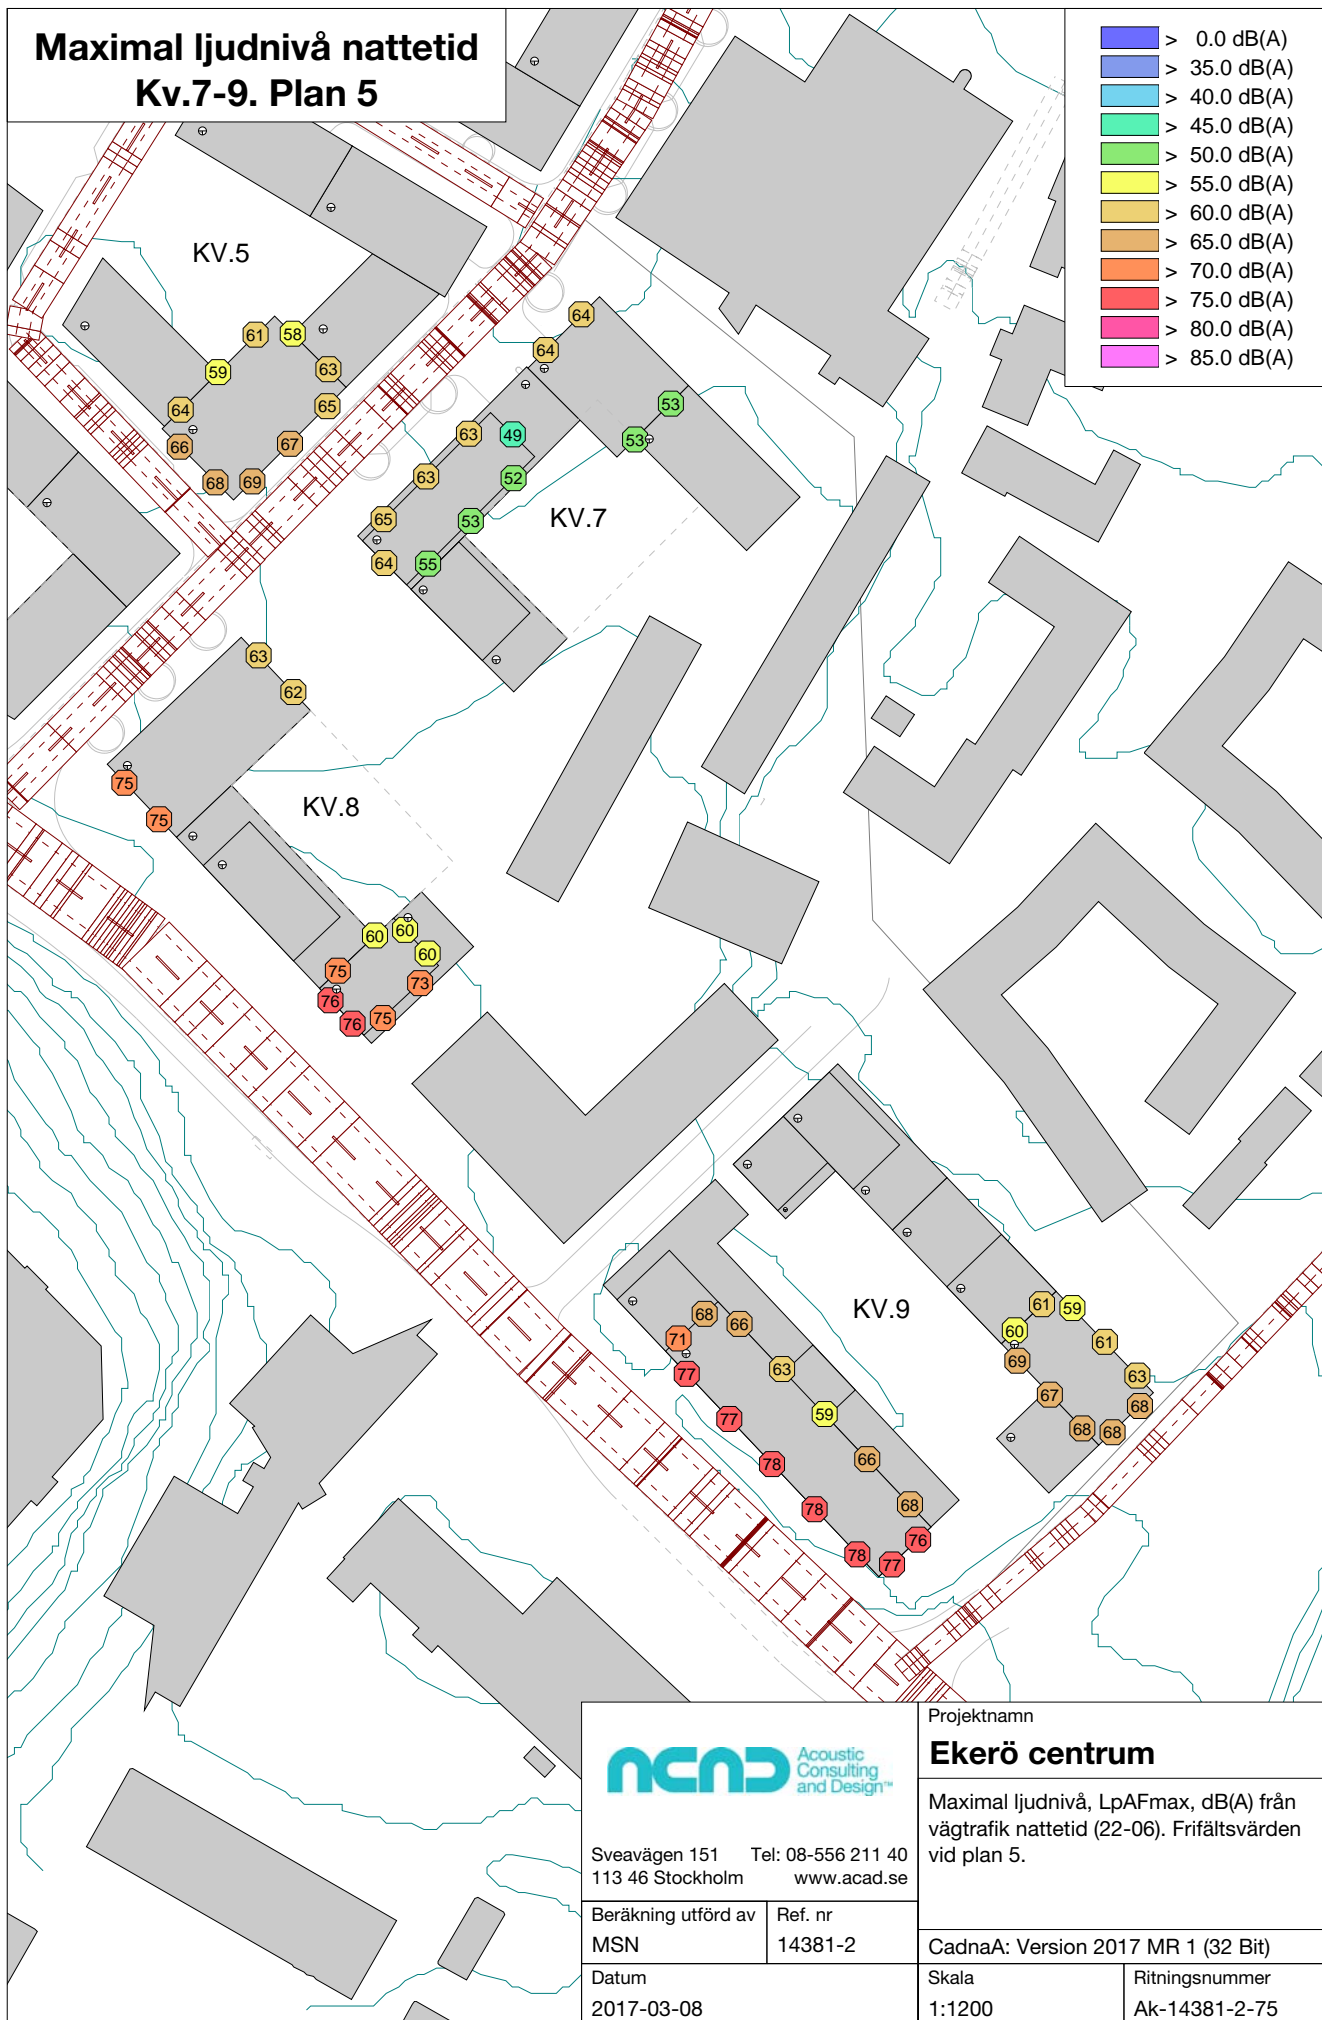 Maximal ljudnivå nattetid
Kv.7-9. Plan 5
> 0.0 dB(A)
> 35.0 dB(A)
> 40.0 dB(A)
> 45.0 dB(A)
> 50.0 dB(A)
> 55.0 dB(A)
> 60.0 dB(A)
> 65.0 dB(A)
> 70.0 dB(A)
> 75.0 dB(A)
> 80.0 dB(A)
> 85.0 dB(A)
KV.5
61
58
59
63
64
65
66
67
68
69
64
64
53
53
63
49
63
52
65
53
64
55
KV.7
63
62
75
75
KV.8
60
60
60
75
73
76
76
75
KV.9
68
66
71
63
77
77
59
78
66
78
68
78
76
77
61
59
60
61
69
63
67
68
68
68
ACAD
Acoustic
Consulting
and Design™
Sveavägen 151 Tel: 08-556 211 40
113 46 Stockholm www.acad.se
Beräkning utförd av
MSN
Ref. nr
14381-2
Datum
2017-03-08
Projektnamn
Ekerö centrum
Maximal ljudnivå, LpAFmax, dB(A) från
vägtrafik nattetid (22-06). Frifältsvärden
vid plan 5.
CadnaA: Version 2017 MR 1 (32 Bit)
Skala
1:1200
Ritningsnummer
Ak-14381-2-75